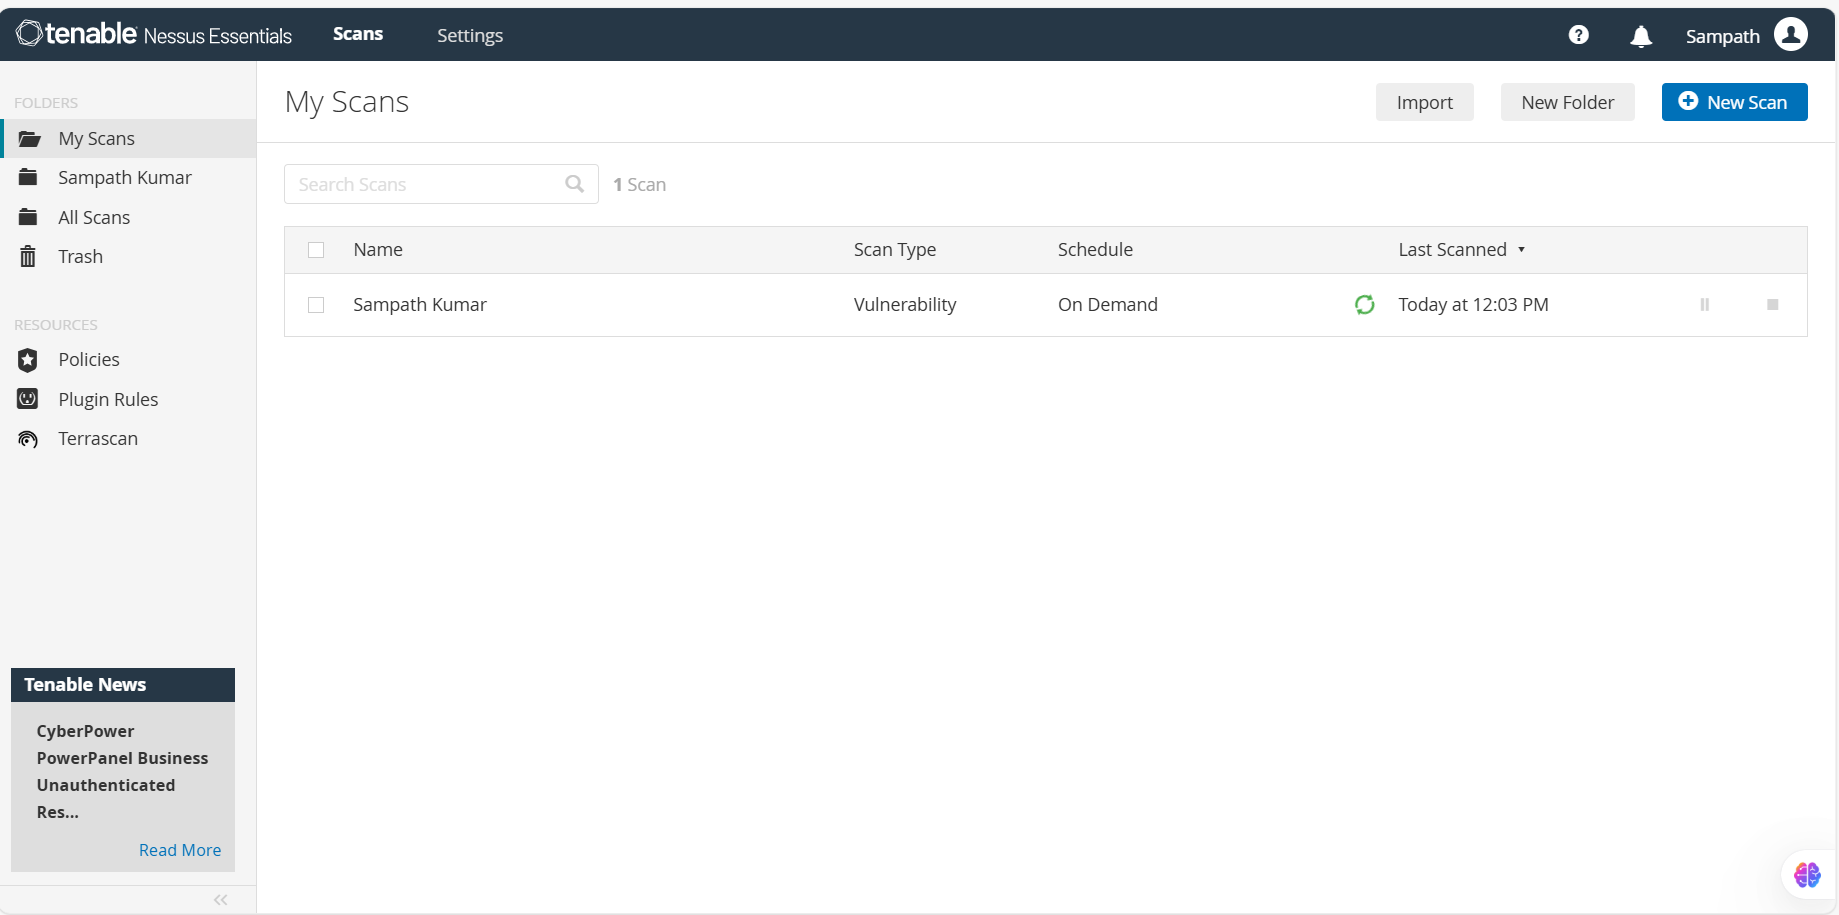 tenable Nessus Essentials Scans Settings ? Sampath
FOLDERS
My Scans
Sampath Kumar
All Scans
Trash
RESOURCES
Policies
Plugin Rules
Terrascan
Tenable News
CyberPower
PowerPanel Business
Unauthenticated
Res...
Read More
My Scans
Import New Folder New Scan
Search Scans 1 Scan
Name Scan Type Schedule Last Scanned
Sampath Kumar Vulnerability On Demand Today at 12:03 PM